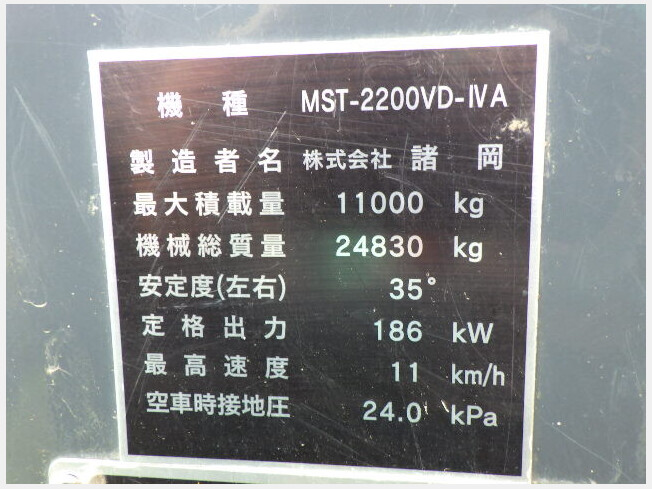 機種 MST-2200VD-ⅣA
製造者名 株式会社 諸岡
最大積載量 11000 kg
機械総質量 24830 kg
安定度(左右) 35°
定格出力 186 kW
最高速度 11 km/h
空車時接地圧 24.0 kPa